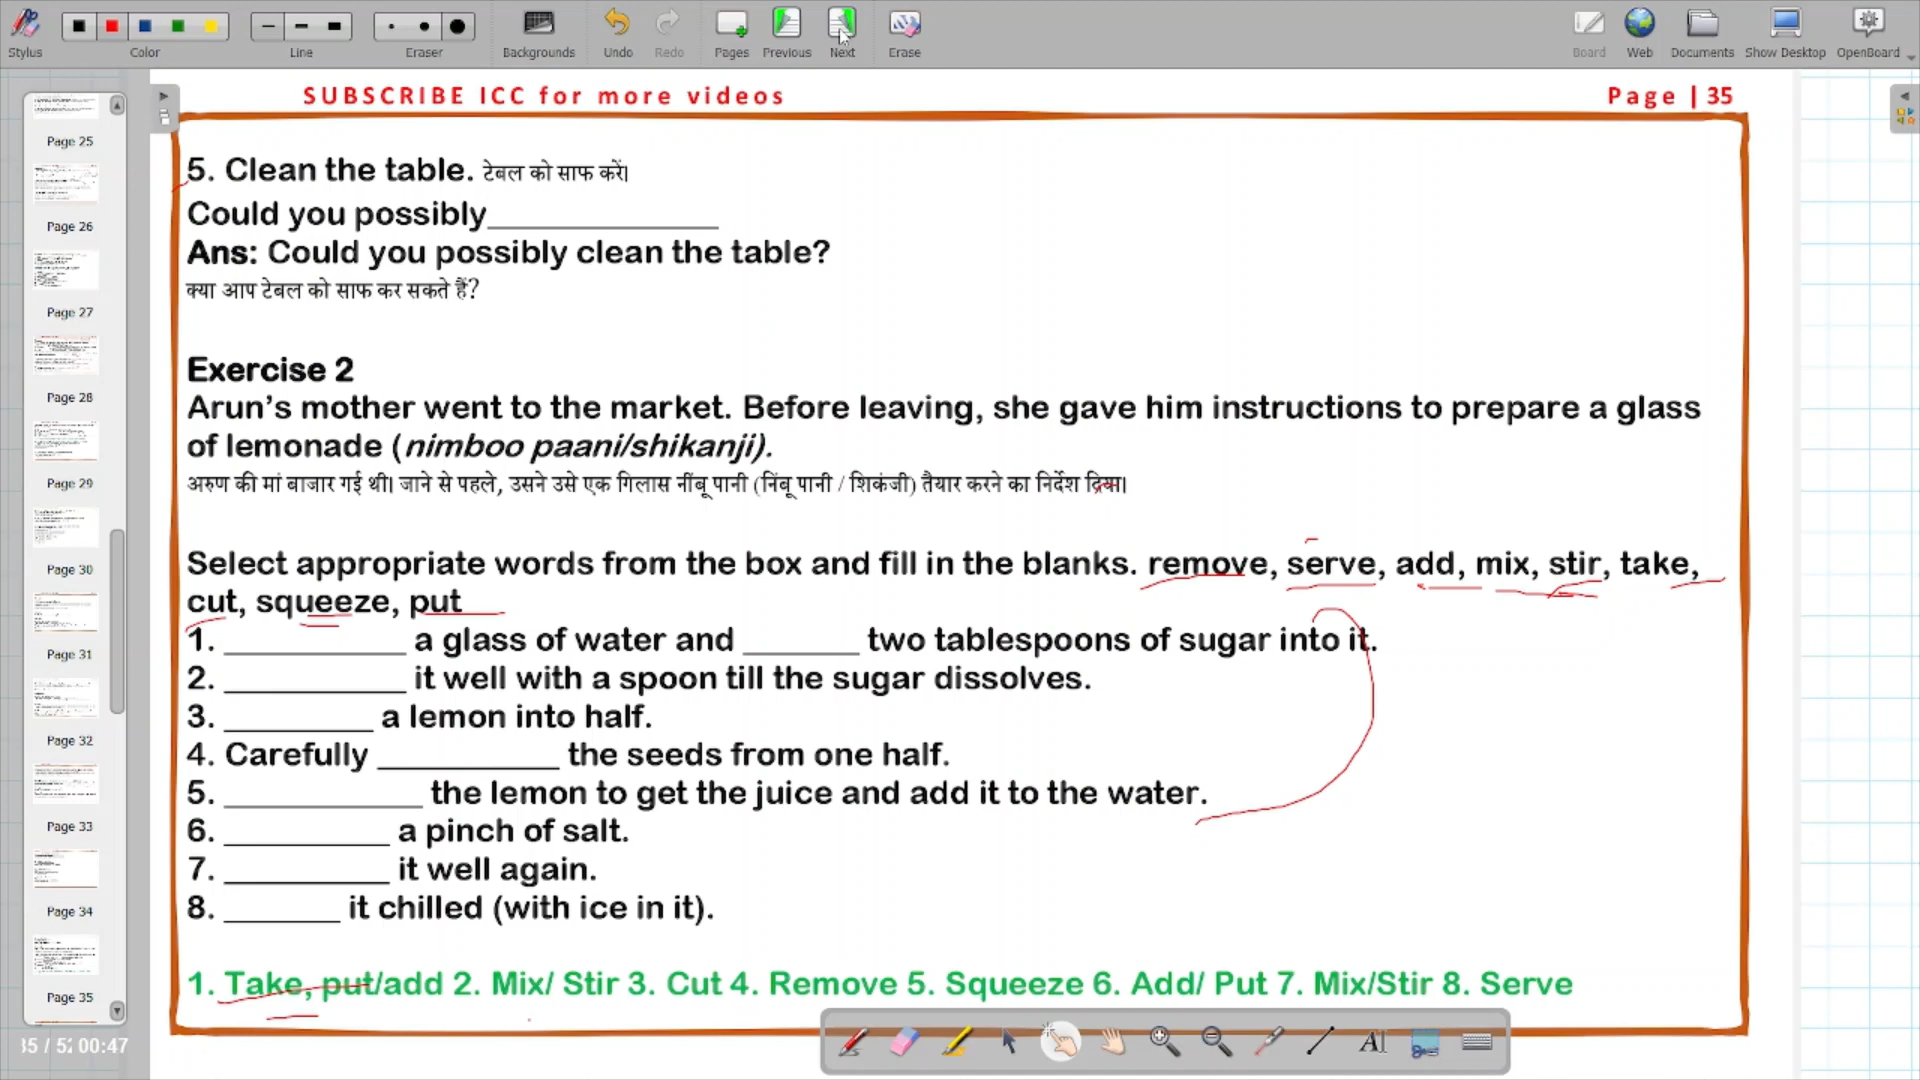 Stylus
Color
Line
Eraser
Backgrounds
Undo
Redo
Pages
Previous
Next
Erase
Board
Web
Documents
Show Desktop
OpenBoard
Page 25
Page 26
Page 27
Page 28
Page 29
Page 30
Page 31
Page 32
Page 33
Page 34
Page 35
00:47
SUBSCRIBE ICC for more videos
Page | 35
5. Clean the table. टेबल को साफ करें।
Could you possibly______________
Ans: Could you possibly clean the table?
क्या आप टेबल को साफ कर सकते हैं?
Exercise 2
Arun’s mother went to the market. Before leaving, she gave him instructions to prepare a glass
of lemonade (nimboo paani/shikanji).
अरुण की मां बाजार गई थी। जाने से पहले, उसने उसे एक गिलास नींबू पानी (निंबू पानी / शिकंजी) तैयार करने का निर्देश दिया।
Select appropriate words from the box and fill in the blanks. remove, serve, add, mix, stir, take,
cut, squeeze, put
1. ___________ a glass of water and _______ two tablespoons of sugar into it.
2. ___________ it well with a spoon till the sugar dissolves.
3. _________ a lemon into half.
4. Carefully ___________ the seeds from one half.
5. ____________ the lemon to get the juice and add it to the water.
6. __________ a pinch of salt.
7. __________ it well again.
8. _______ it chilled (with ice in it).
1. Take, put/add 2. Mix/ Stir 3. Cut 4. Remove 5. Squeeze 6. Add/ Put 7. Mix/Stir 8. Serve